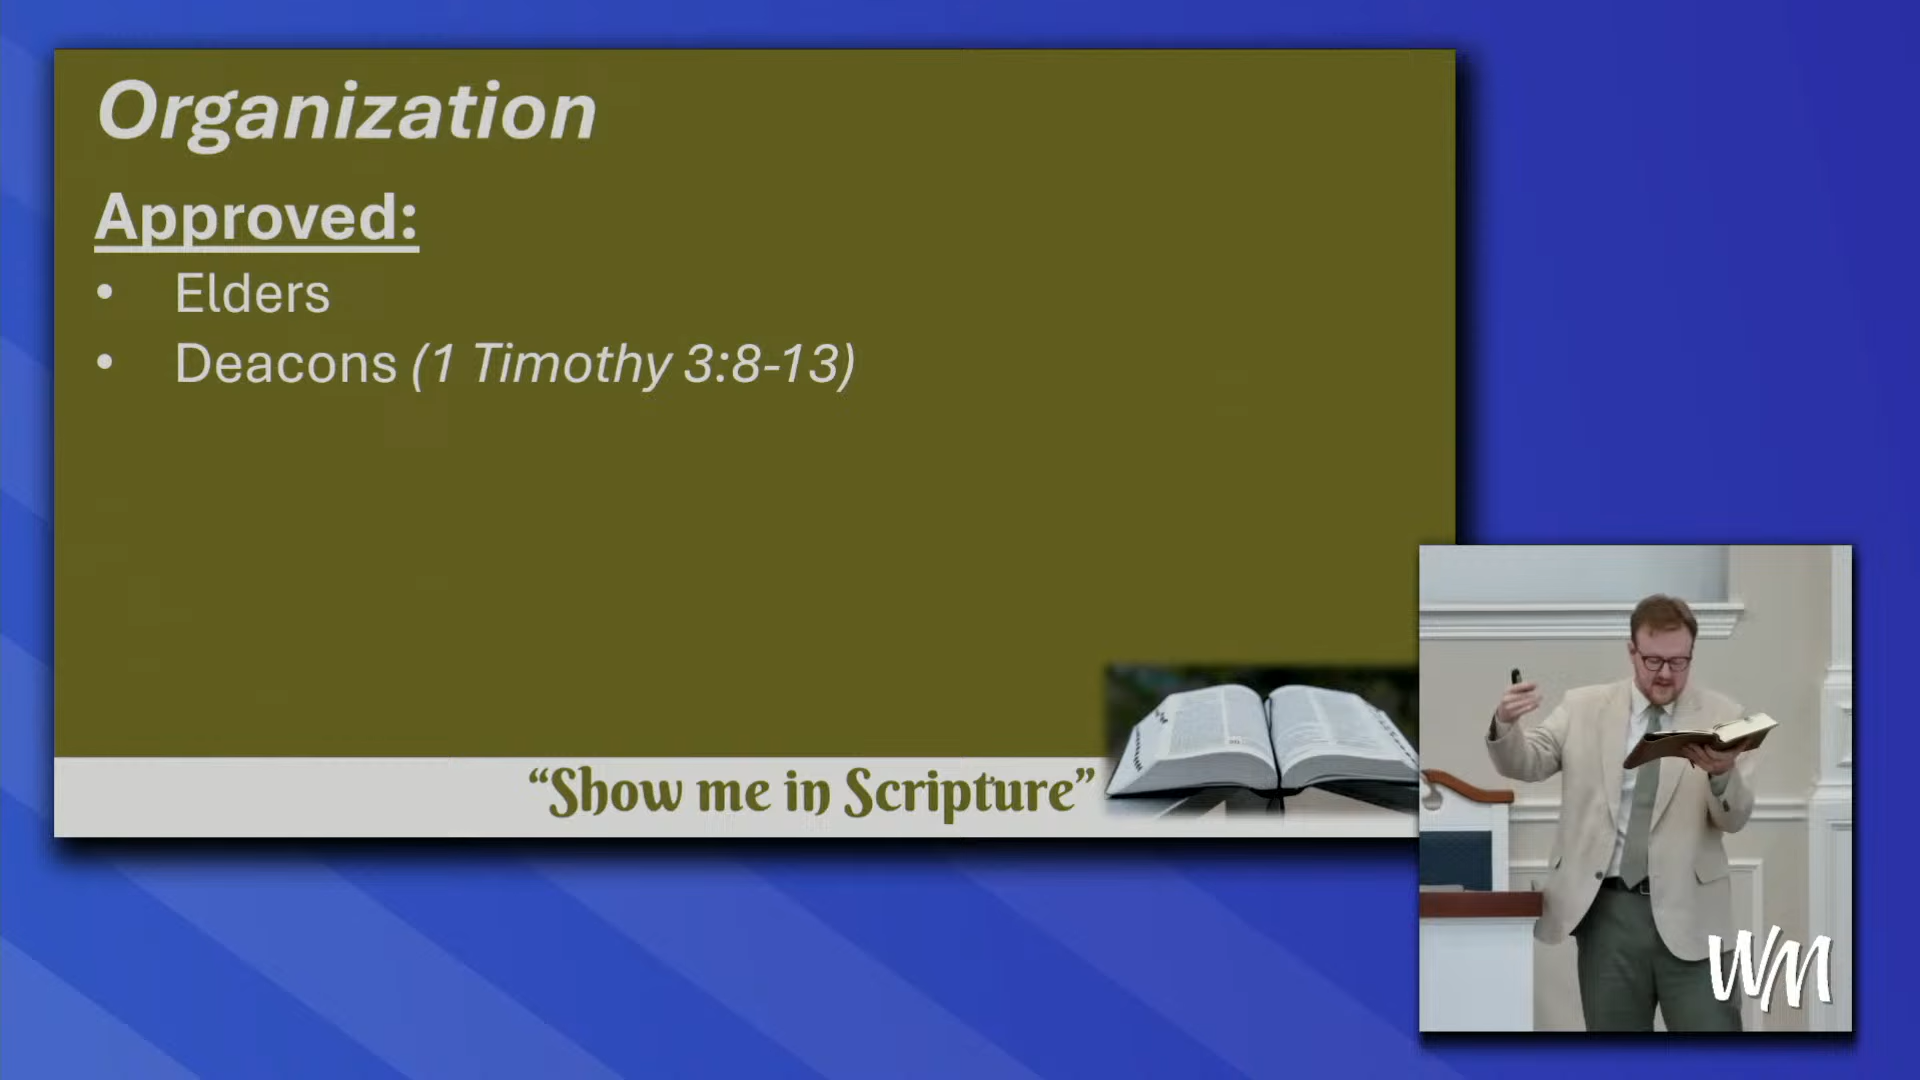 Organization
Approved:
• Elders
• Deacons (1 Timothy 3:8-13)
“Show me in Scripture”
WM